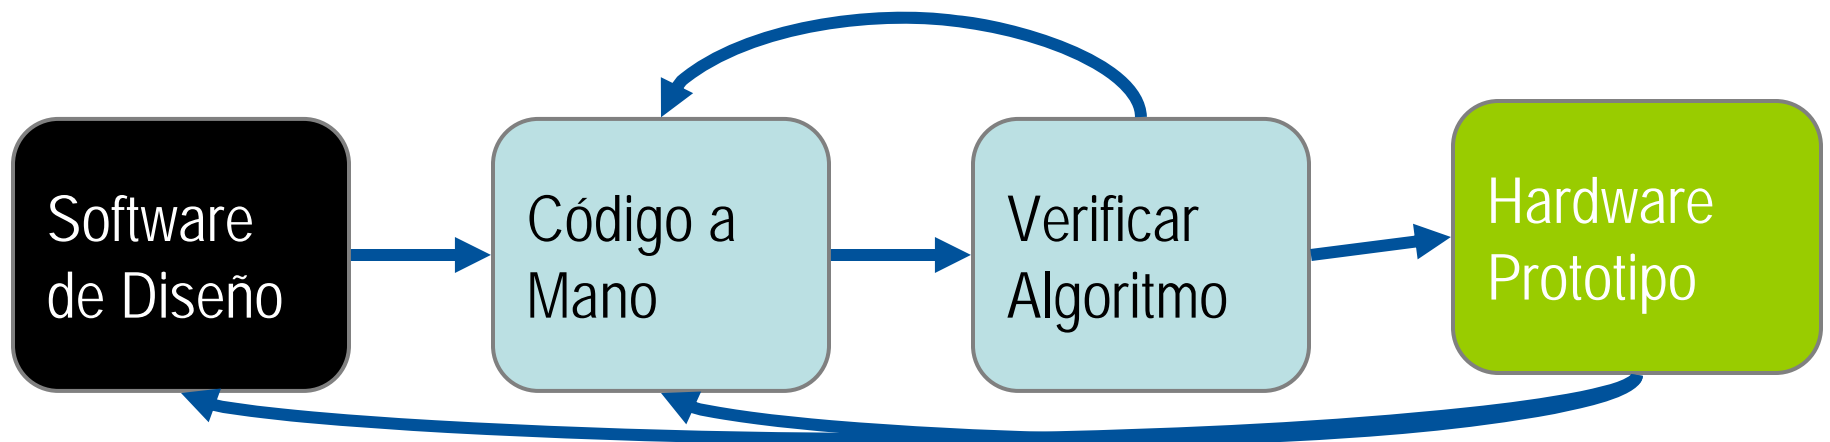 Software
de Diseño
Código a
Mano
Verificar
Algoritmo
Hardware
Prototipo